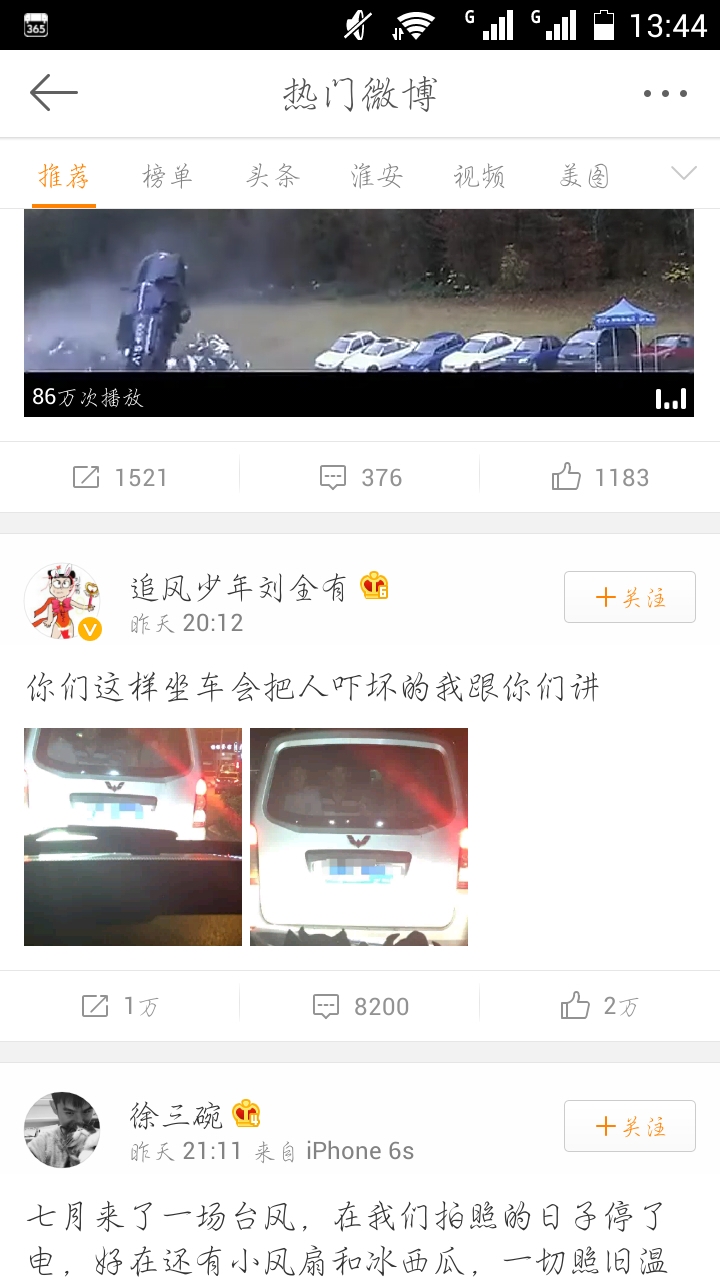 365 G G 13:44
热门微博
推荐 榜单 头条 淮安 视频 美图
86万次播放
1521 376 1183
追风少年刘全有 6
昨天 20:12
+关注
你们这样坐车会把人吓坏的我跟你们讲
1万 8200 2万
徐三碗 4
昨天 21:11 来自 iPhone 6s
+关注
七月来了一场台风，在我们拍照的日子停了
电，好在还有小风扇和冰西瓜，一切照旧温